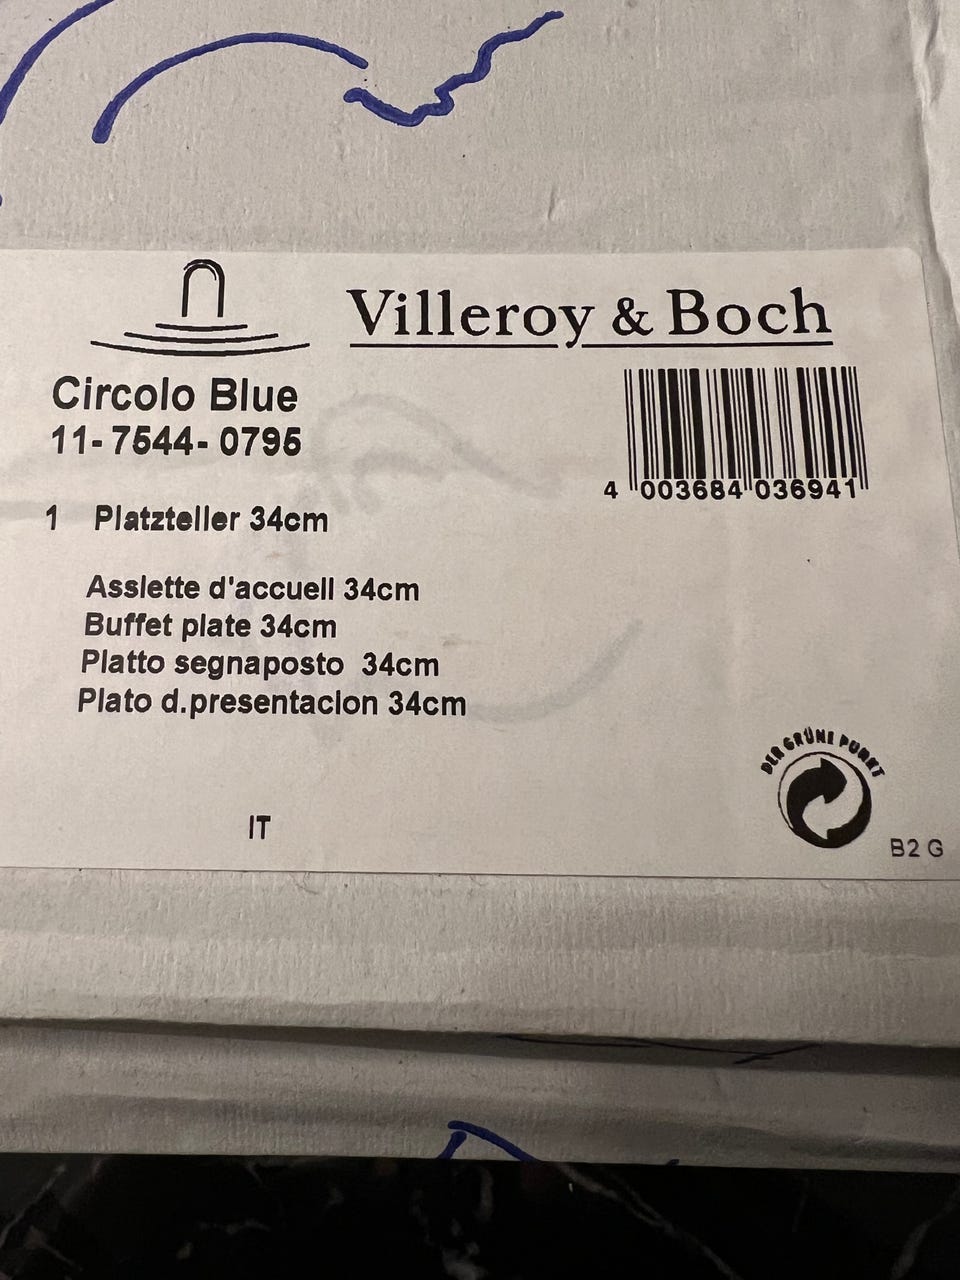 Villeroy & Boch
Circolo Blue
11-7544-0795
4 003684 036941
1 Platzteller 34cm
Assiette d'accueil 34cm
Buffet plate 34cm
Platto segnaposto 34cm
Plato d.presentacion 34cm
DER GRÜNE PUNKT
IT
B2 G